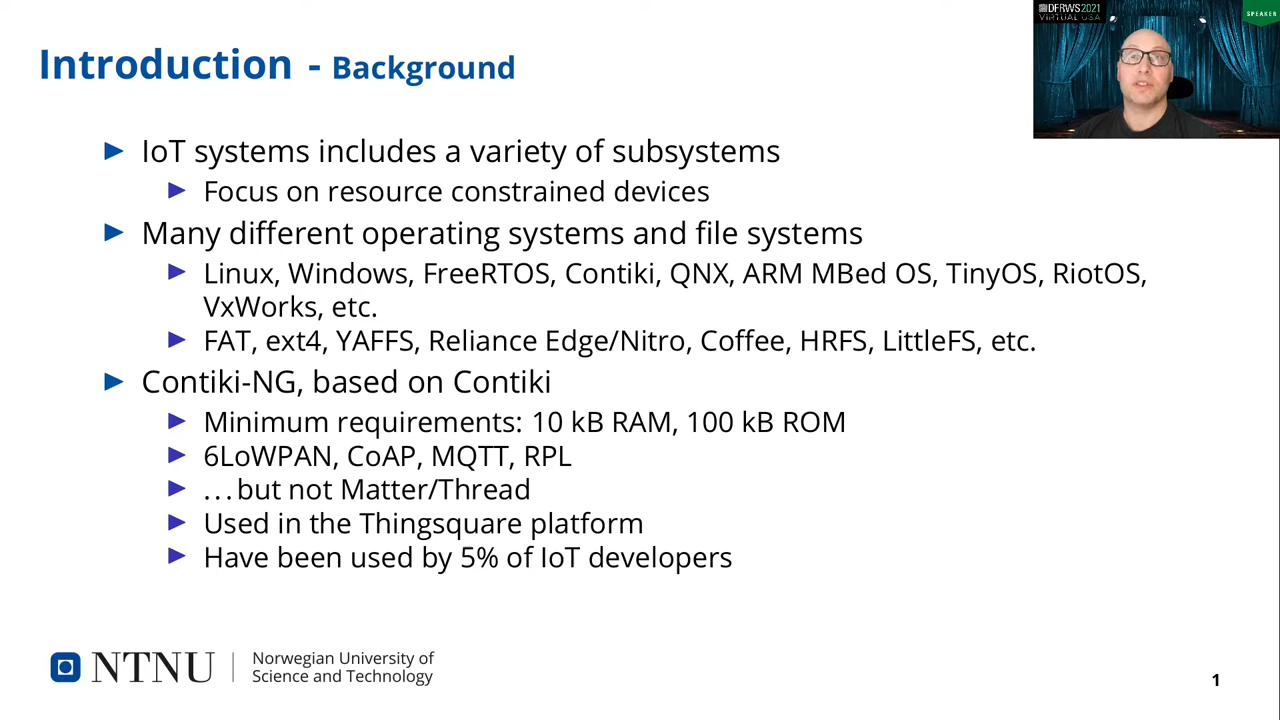 Introduction - Background
DFRWS2021
VIRTUAL USA
SPEAKER
IoT systems includes a variety of subsystems
Focus on resource constrained devices
Many different operating systems and file systems
Linux, Windows, FreeRTOS, Contiki, QNX, ARM MBed OS, TinyOS, RiotOS,
VxWorks, etc.
FAT, ext4, YAFFS, Reliance Edge/Nitro, Coffee, HRFS, LittleFS, etc.
Contiki-NG, based on Contiki
Minimum requirements: 10 kB RAM, 100 kB ROM
6LoWPAN, CoAP, MQTT, RPL
...but not Matter/Thread
Used in the Thingsquare platform
Have been used by 5% of IoT developers
NTNU
Norwegian University of
Science and Technology
1